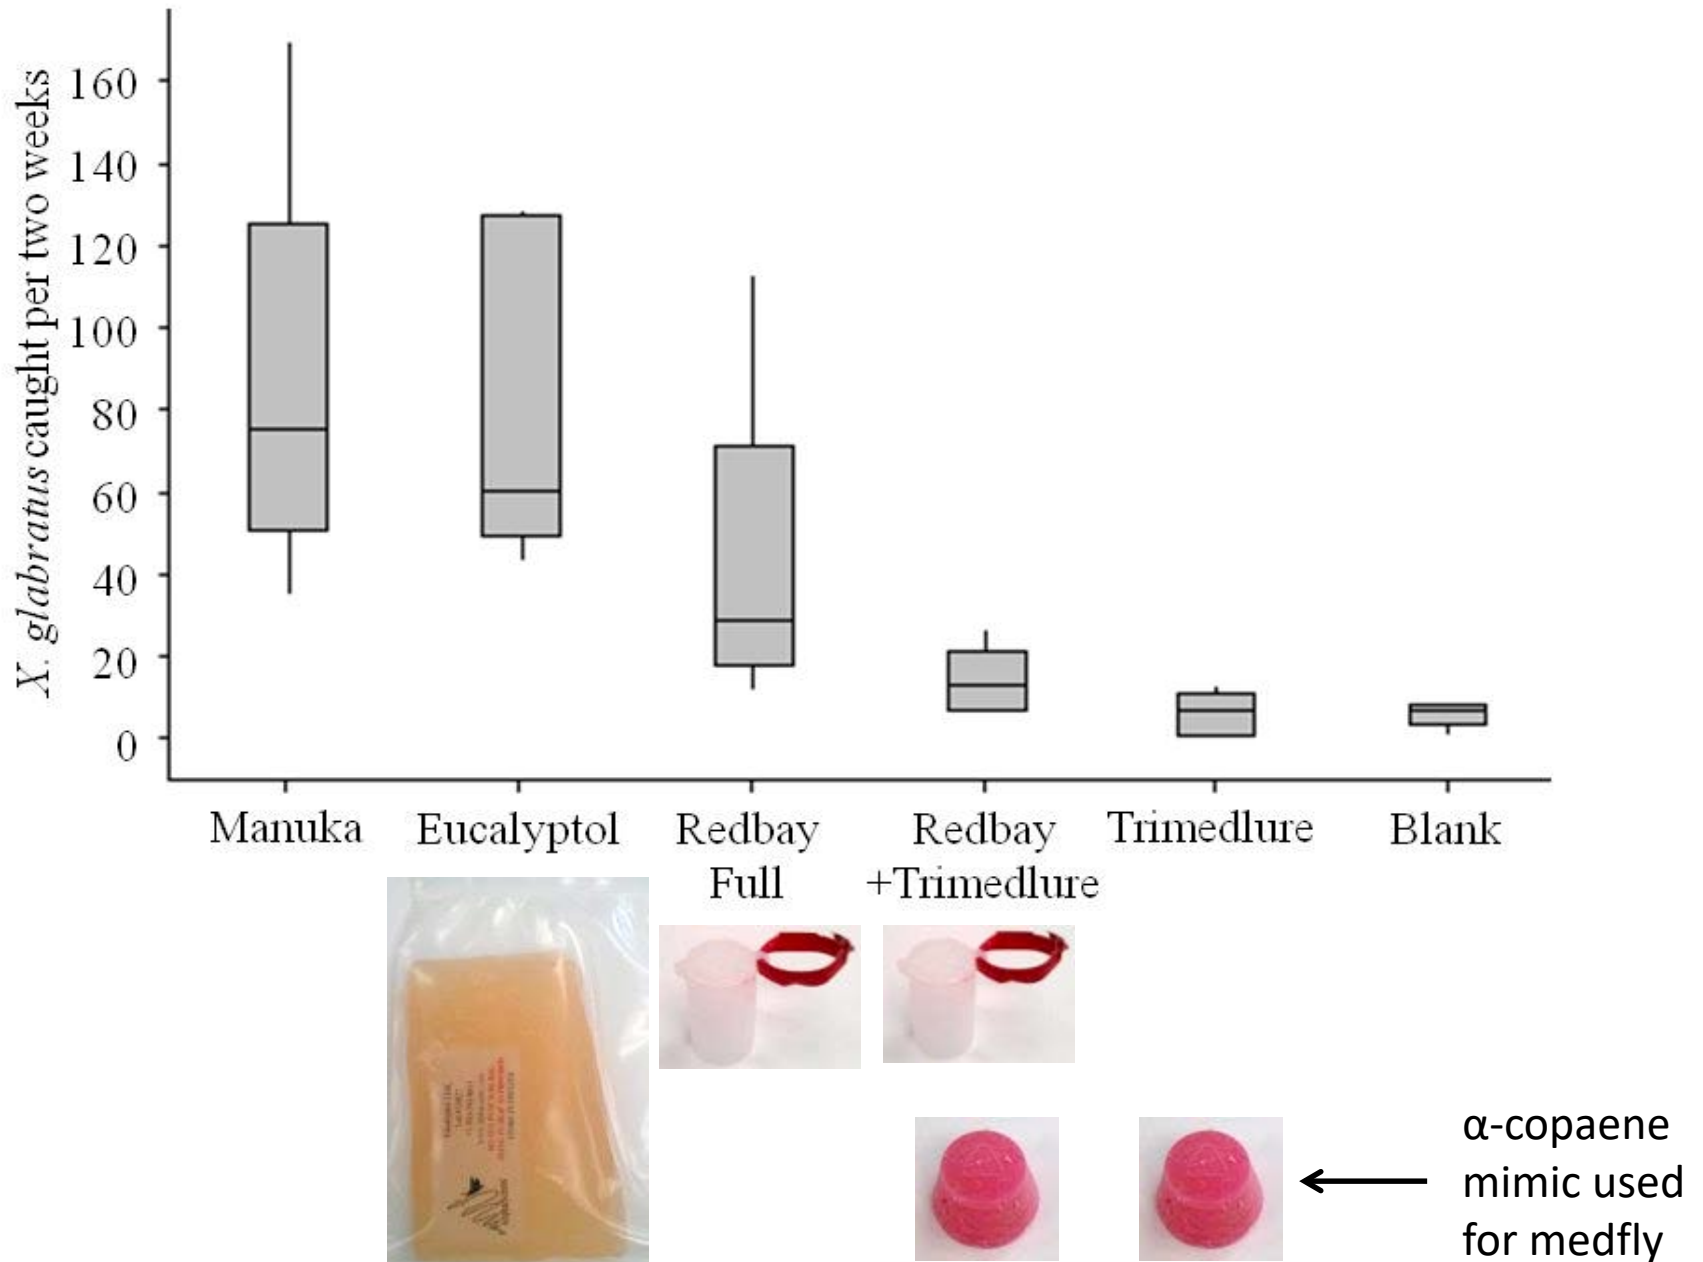 X. glabratus caught per two weeks
160
140
120
100
80
60
40
20
0
Manuka
Eucalyptol
Redbay
Full
Redbay
+Trimedlure
Trimedlure
Blank
α-copaene
mimic used
for medfly